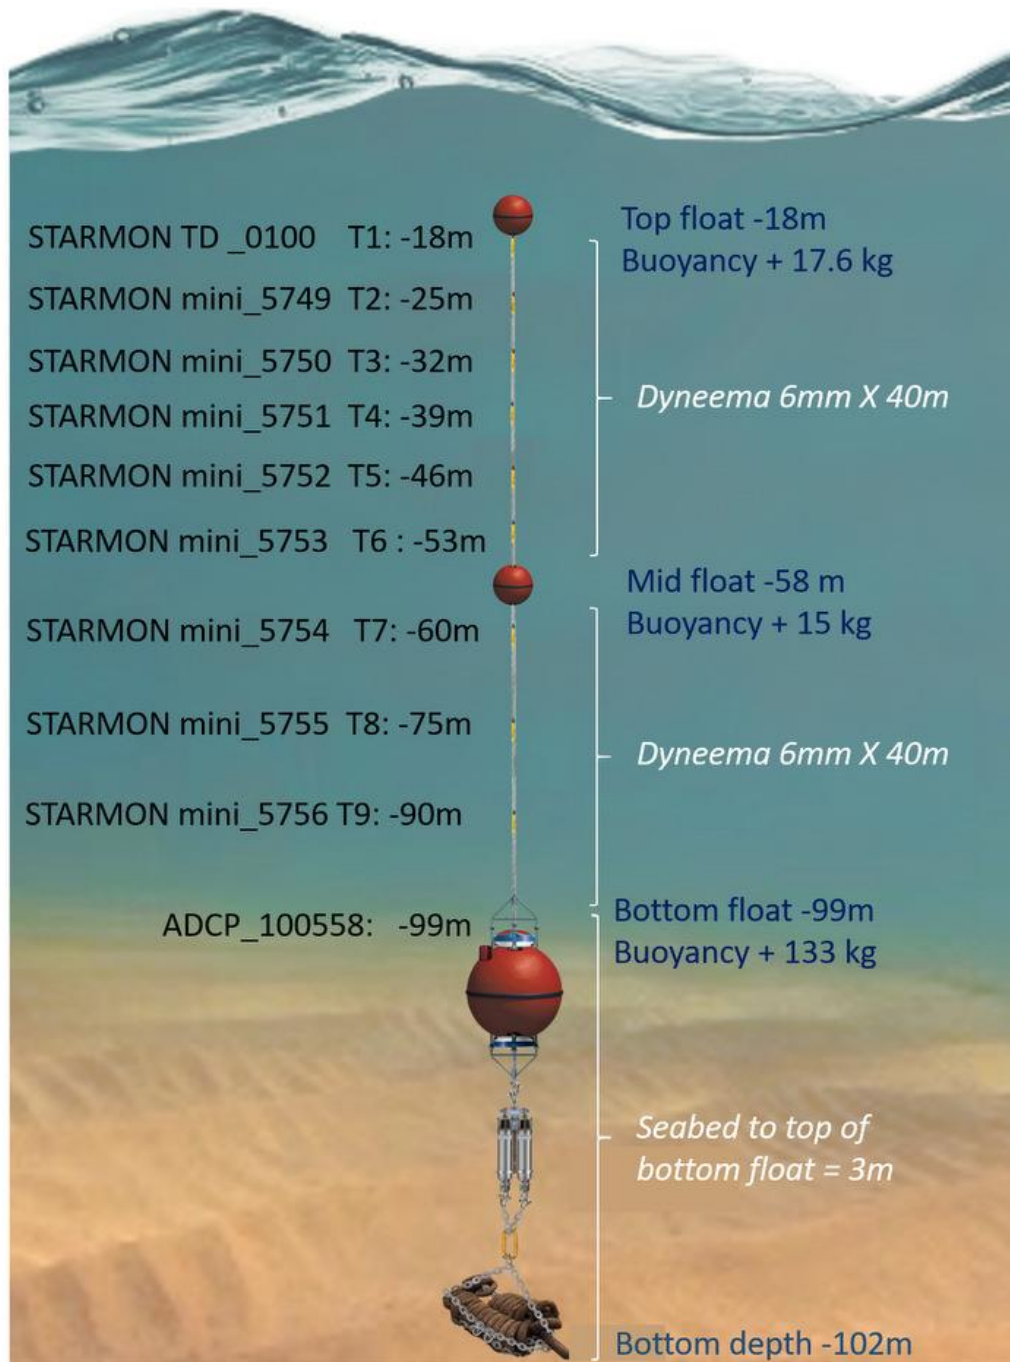 STARMON TD _0100 T1: -18m
STARMON mini_5749 T2: -25m
STARMON mini_5750 T3: -32m
STARMON mini_5751 T4: -39m
STARMON mini_5752 T5: -46m
STARMON mini_5753 T6 : -53m
STARMON mini_5754 T7: -60m
STARMON mini_5755 T8: -75m
STARMON mini_5756 T9: -90m
ADCP_100558: -99m
Top float -18m
Buoyancy + 17.6 kg
Dyneema 6mm X 40m
Mid float -58 m
Buoyancy + 15 kg
Dyneema 6mm X 40m
Bottom float -99m
Buoyancy + 133 kg
Seabed to top of
bottom float = 3m
Bottom depth -102m